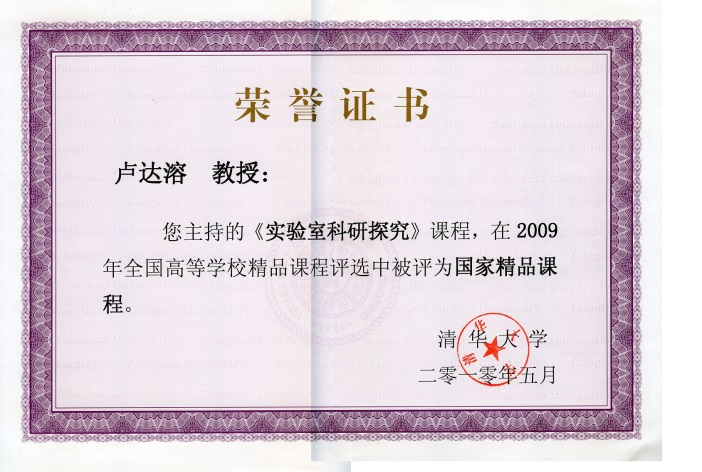 荣誉证书
卢达溶 教授:
您主持的《实验室科研探究》课程，在 2009
年全国高等学校精品课程评选中被评为国家精品课
程。
清华大学
二零一零年五月